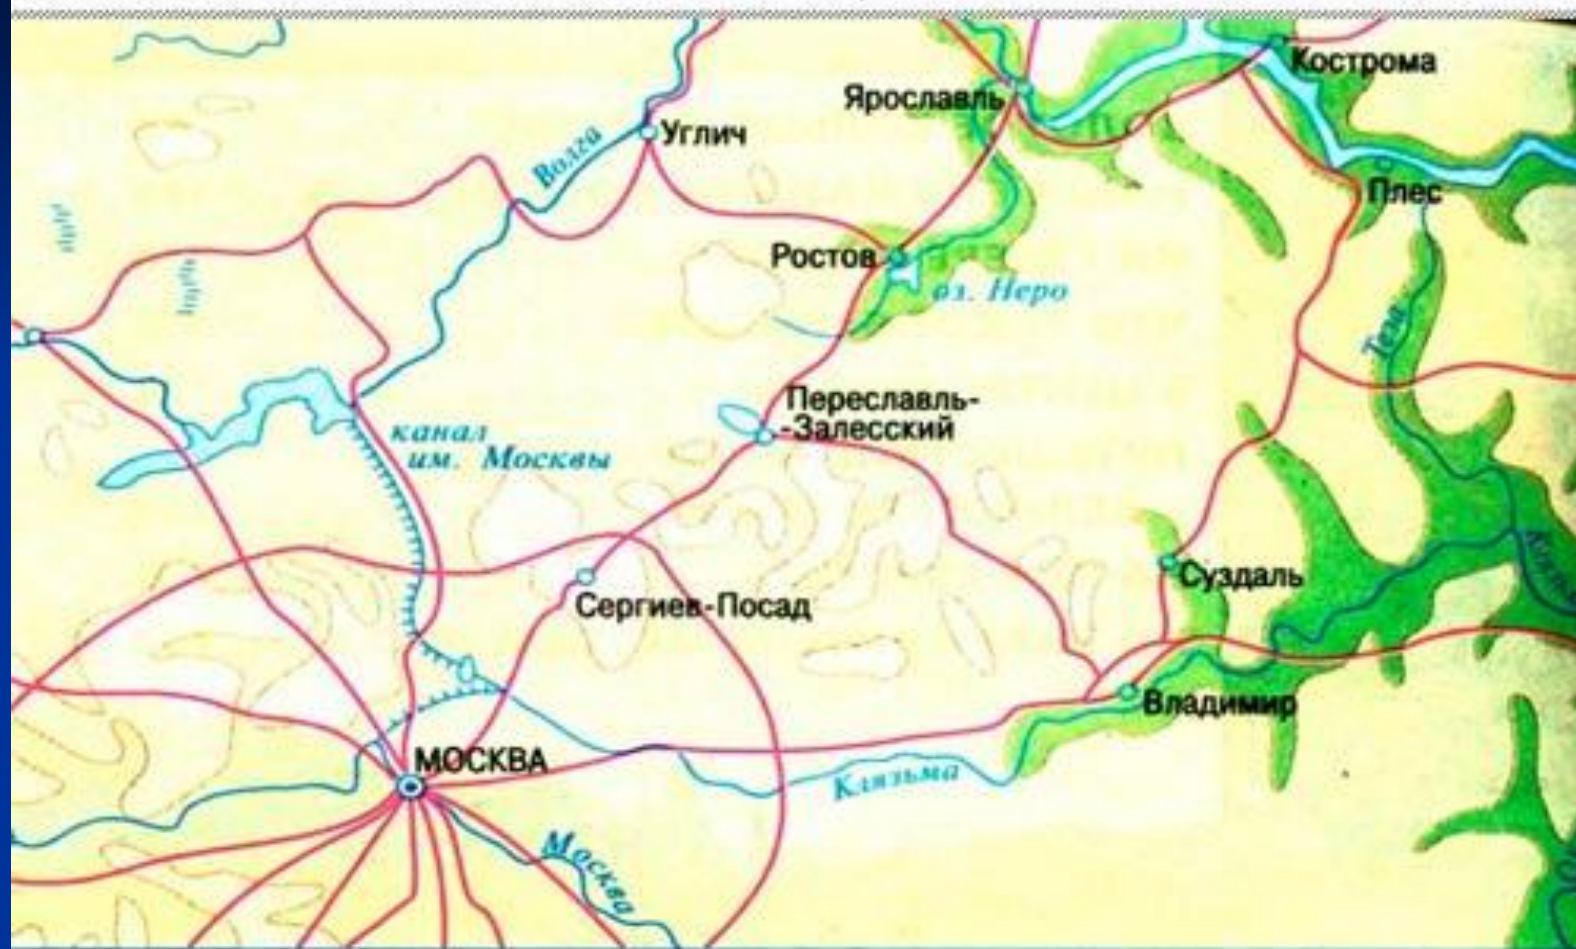 Кострома
Ярославль
Углич
Волга
Плес
Ростов
оз. Неро
Теза
Переславль-
-Залесский
канал
им. Москвы
Суздаль
Сергиев-Посад
Владимир
МОСКВА
Клязьма
Москва